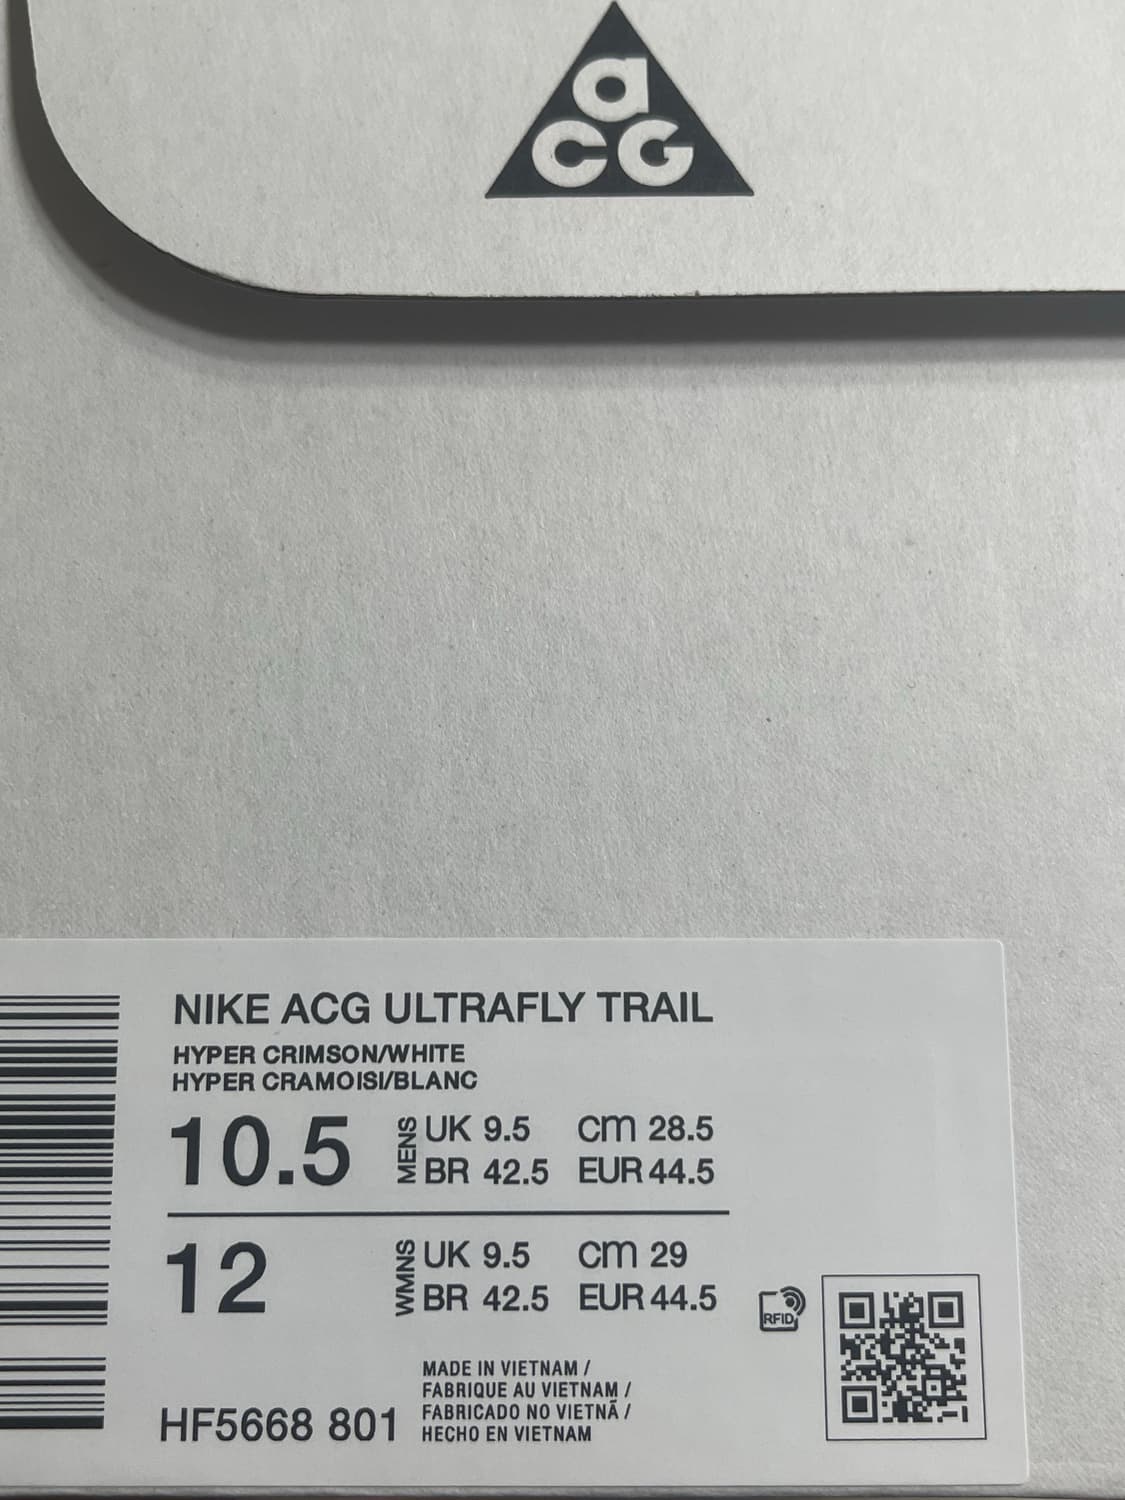 a
CG
NIKE ACG ULTRAFLY TRAIL
HYPER CRIMSON/WHITE
HYPER CRAMOISI/BLANC
10.5 MENS UK 9.5 cm 28.5
BR 42.5 EUR 44.5
12 WMNS UK 9.5 cm 29
BR 42.5 EUR 44.5
RFID
MADE IN VIETNAM /
FABRIQUE AU VIETNAM /
FABRICADO NO VIETNÃ /
HF5668 801 HECHO EN VIETNAM